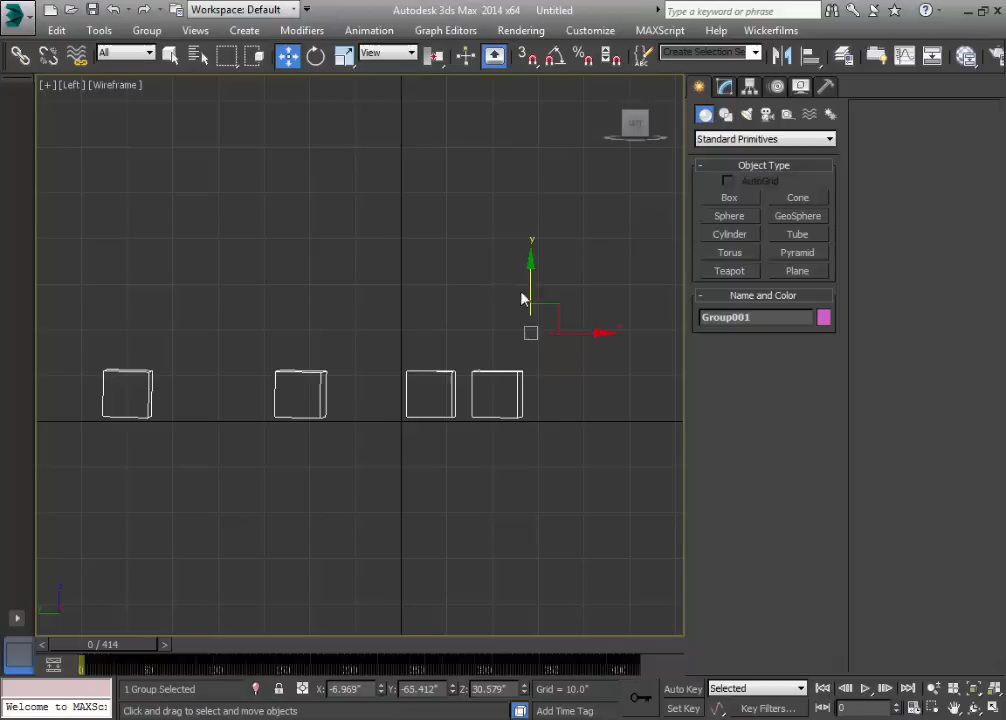 Workspace: Default
Autodesk 3ds Max 2014 x64
Untitled
Type a keyword or phrase
Edit
Tools
Group
Views
Create
Modifiers
Animation
Graph Editors
Rendering
Customize
MAXScript
Help
Wickerfilms
All
View
Create Selection Se
[+] [Left] [Wireframe]
Standard Primitives
Object Type
AutoGrid
Box
Cone
Sphere
GeoSphere
Cylinder
Tube
Torus
Pyramid
Teapot
Plane
Name and Color
Group001
y
0 / 414
1 Group Selected
X: -6.969"
Y: -65.412"
Z: 30.579"
Grid = 10.0"
Auto Key
Selected
Welcome to MAXSc:
Click and drag to select and move objects
Add Time Tag
Set Key
Key Filters...
0